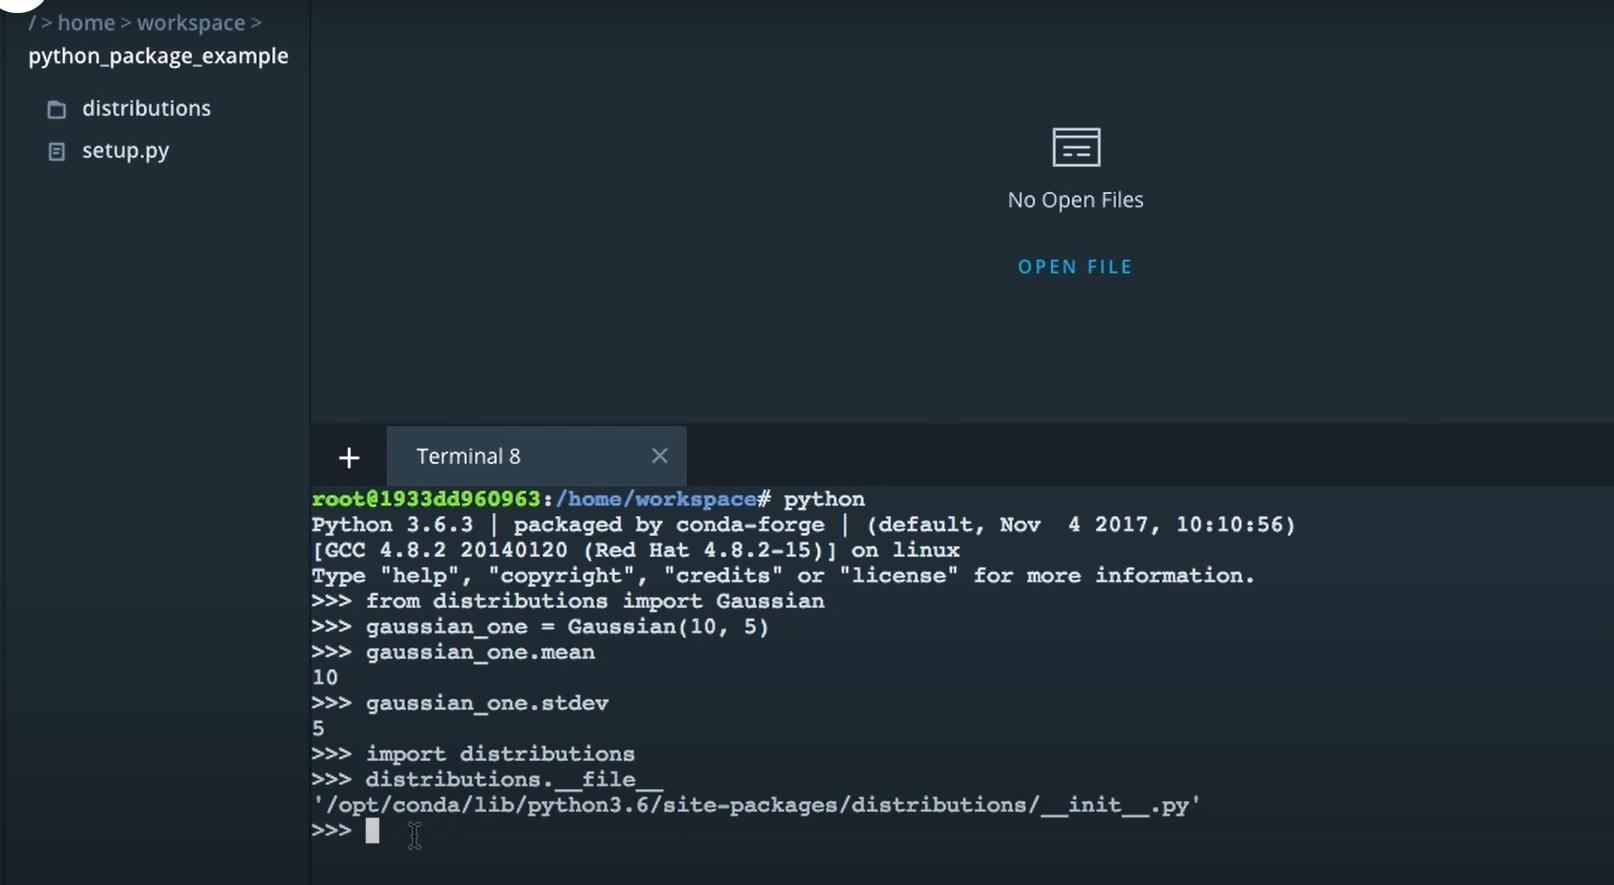 / > home > workspace >
python_package_example
distributions
setup.py
No Open Files
OPEN FILE
+ Terminal 8 ×
root@1933dd960963:/home/workspace# python
Python 3.6.3 | packaged by conda-forge | (default, Nov  4 2017, 10:10:56)
[GCC 4.8.2 20140120 (Red Hat 4.8.2-15)] on linux
Type "help", "copyright", "credits" or "license" for more information.
>>> from distributions import Gaussian
>>> gaussian_one = Gaussian(10, 5)
>>> gaussian_one.mean
10
>>> gaussian_one.stdev
5
>>> import distributions
>>> distributions.__file__
'/opt/conda/lib/python3.6/site-packages/distributions/__init__.py'
>>>